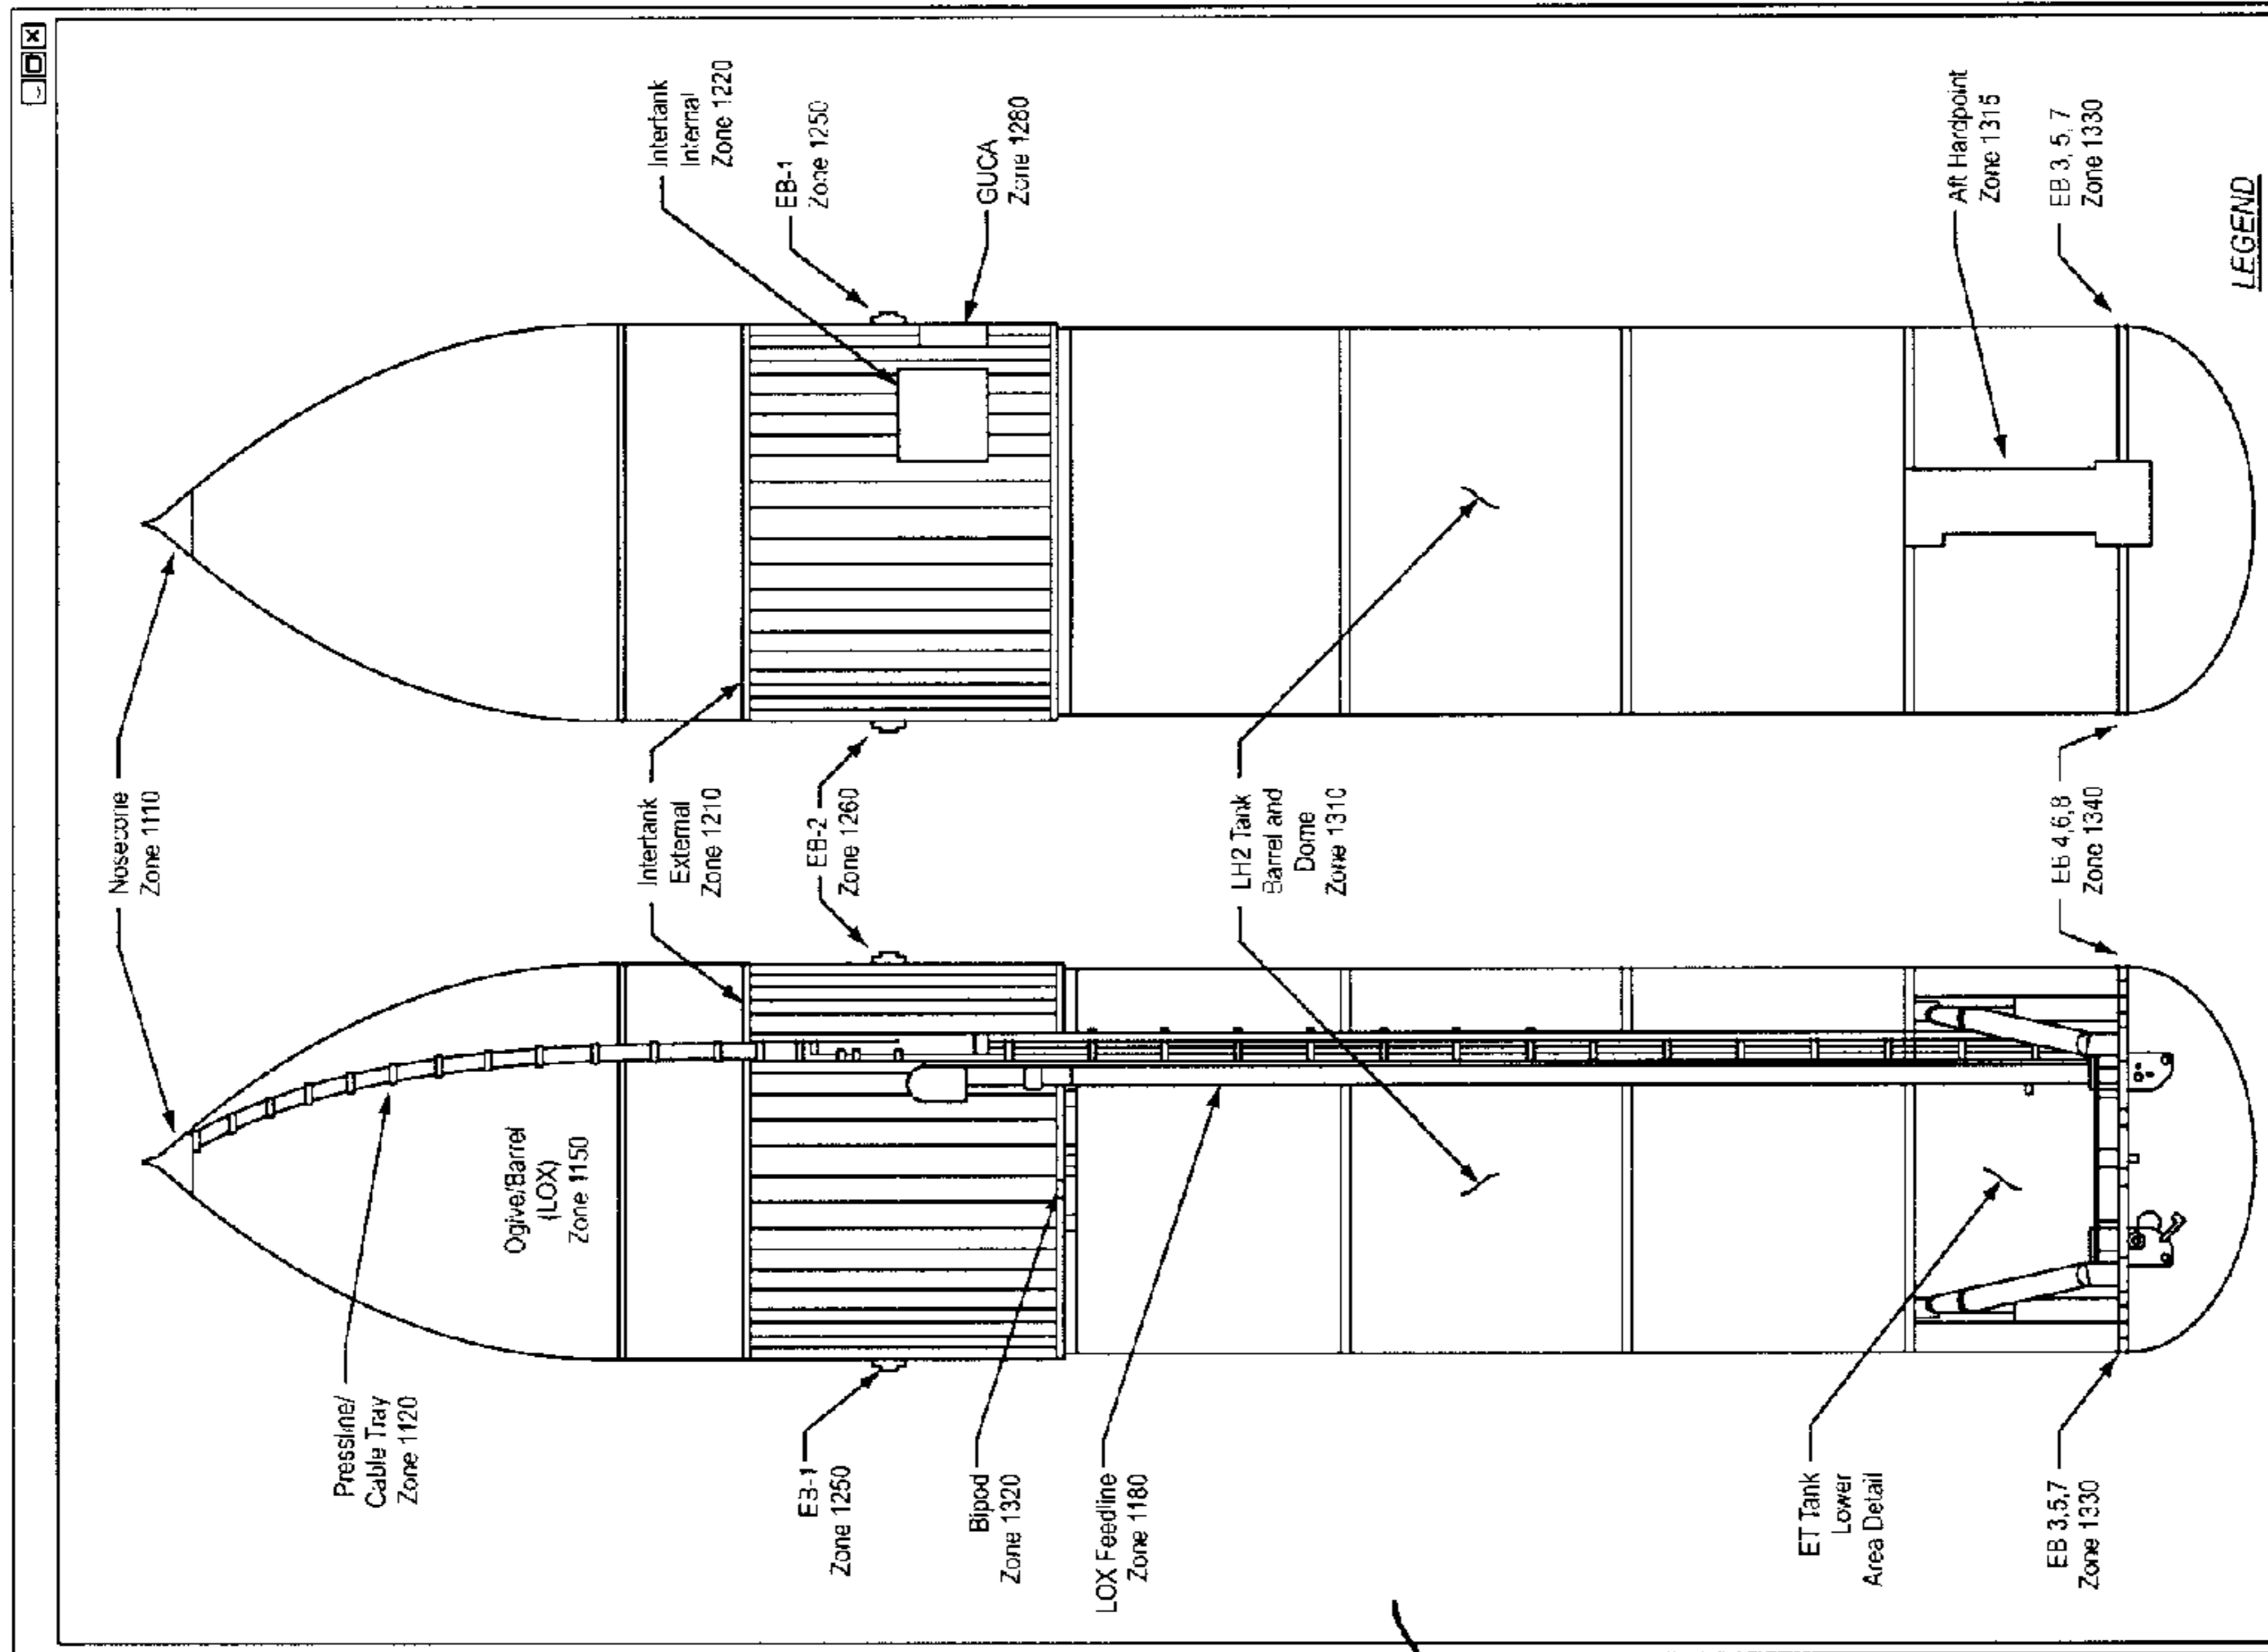 Nosecone
Zone 1110
Pressline/
Cable Tray
Zone 1120
Ogive/Barrel
(LOX)
Zone 1150
Intertank
External
Zone 1210
Intertank
Internal
Zone 1220
EB-1
Zone 1250
EB-2
Zone 1260
EB-1
Zone 1250
GUCA
Zone 1280
Bipod
Zone 1320
LOX Feedline
Zone 1180
LH2 Tank
Barrel and
Dome
Zone 1310
ET Tank
Lower
Area Detail
Aft Hardpoint
Zone 1315
EB 3,5,7
Zone 1330
EB 4,6,8
Zone 1340
EB 3, 5, 7
Zone 1330
LEGEND